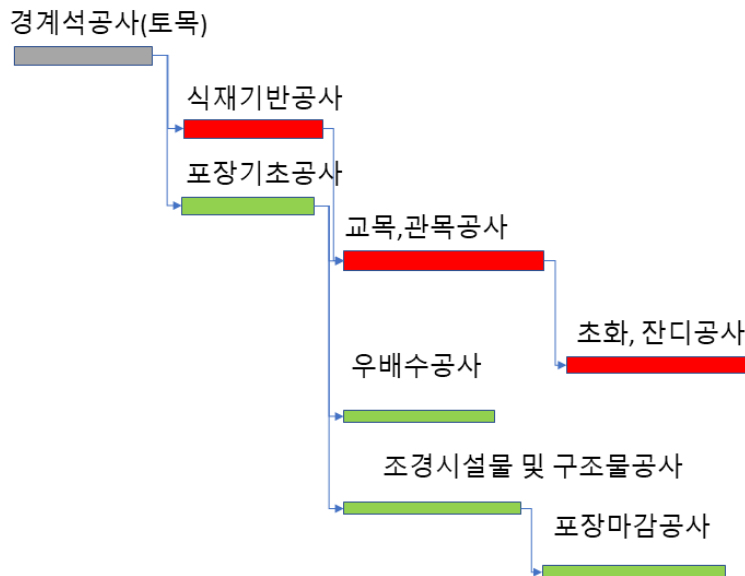 경계석공사(토목)
식재기반공사
포장기초공사
교목,관목공사
초화, 잔디공사
우배수공사
조경시설물 및 구조물공사
포장마감공사